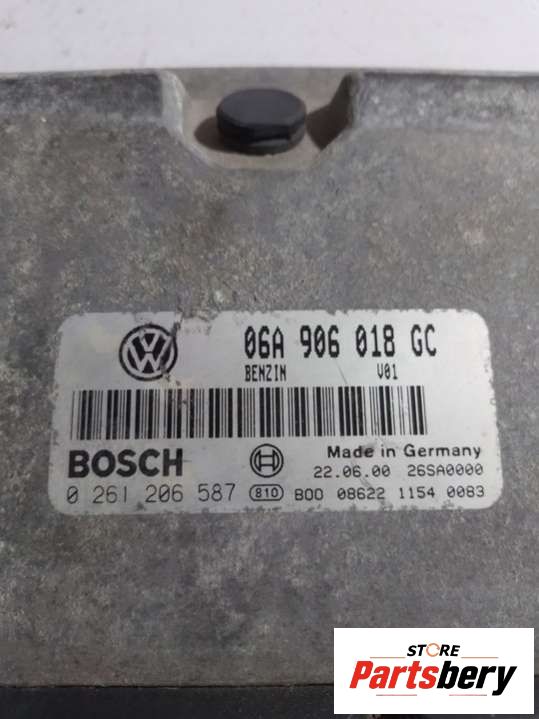 06A 906 018 GC
BENZIN V01
BOSCH
Made in Germany
22.06.00 26SA0000
0 261 206 587 810 B00 08622 1154 0083
STORE
Partsbery